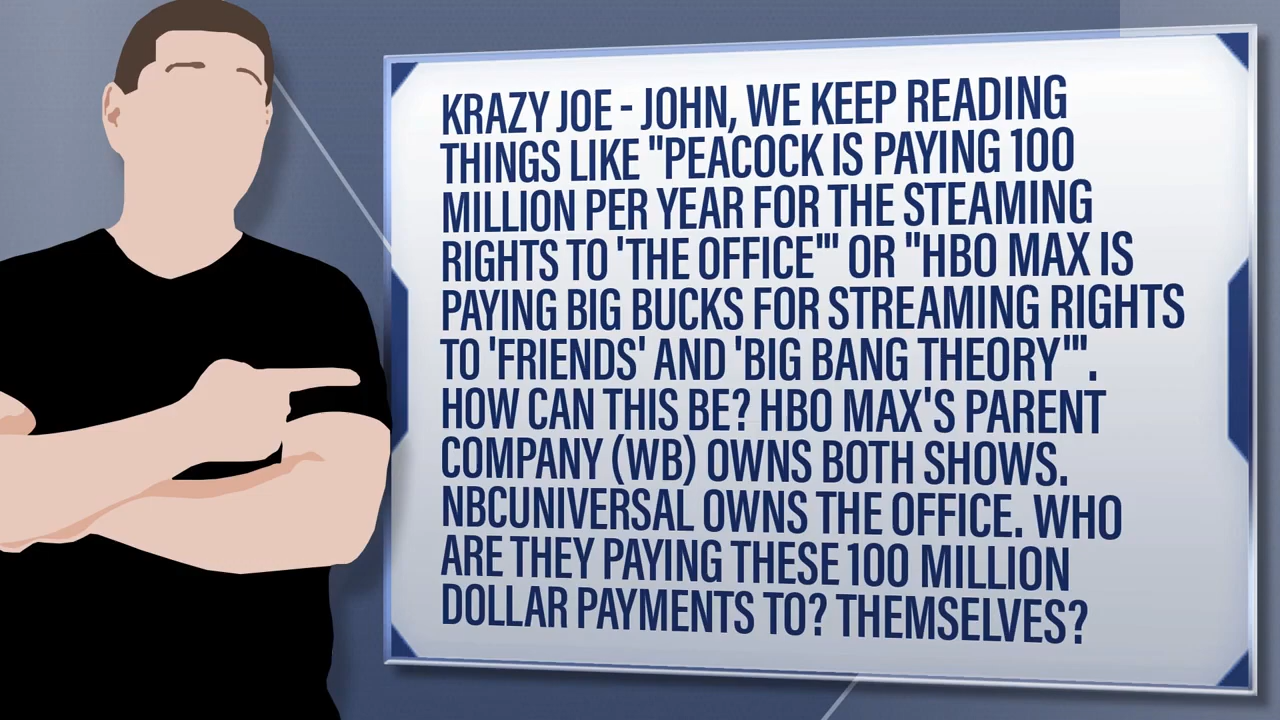 KRAZY JOE - JOHN, WE KEEP READING
THINGS LIKE "PEACOCK IS PAYING 100
MILLION PER YEAR FOR THE STEAMING
RIGHTS TO 'THE OFFICE'" OR "HBO MAX IS
PAYING BIG BUCKS FOR STREAMING RIGHTS
TO 'FRIENDS' AND 'BIG BANG THEORY'".
HOW CAN THIS BE? HBO MAX'S PARENT
COMPANY (WB) OWNS BOTH SHOWS.
NBCUNIVERSAL OWNS THE OFFICE. WHO
ARE THEY PAYING THESE 100 MILLION
DOLLAR PAYMENTS TO? THEMSELVES?